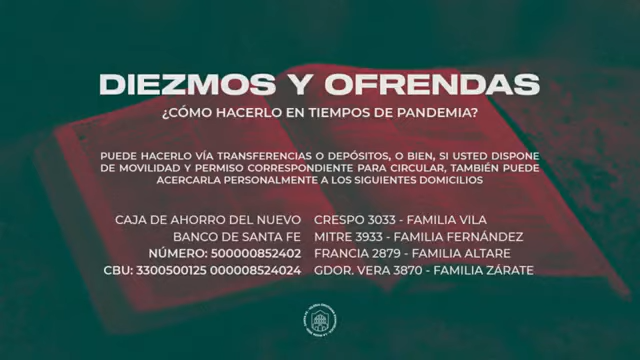 DIEZMOS Y OFRENDAS
¿CÓMO HACERLO EN TIEMPOS DE PANDEMIA?
PUEDE HACERLO VÍA TRANSFERENCIAS O DEPÓSITOS, O BIEN, SI USTED DISPONE
DE MOVILIDAD Y PERMISO CORRESPONDIENTE PARA CIRCULAR, TAMBIÉN PUEDE
ACERCARLA PERSONALMENTE A LOS SIGUIENTES DOMICILIOS
CAJA DE AHORRO DEL NUEVO
BANCO DE SANTA FE
NÚMERO: 500000852402
CBU: 3300500125 000008524024
CRESPO 3033 - FAMILIA VILA
MITRE 3933 - FAMILIA FERNÁNDEZ
FRANCIA 2879 - FAMILIA ALTARE
GDOR. VERA 3870 - FAMILIA ZÁRATE